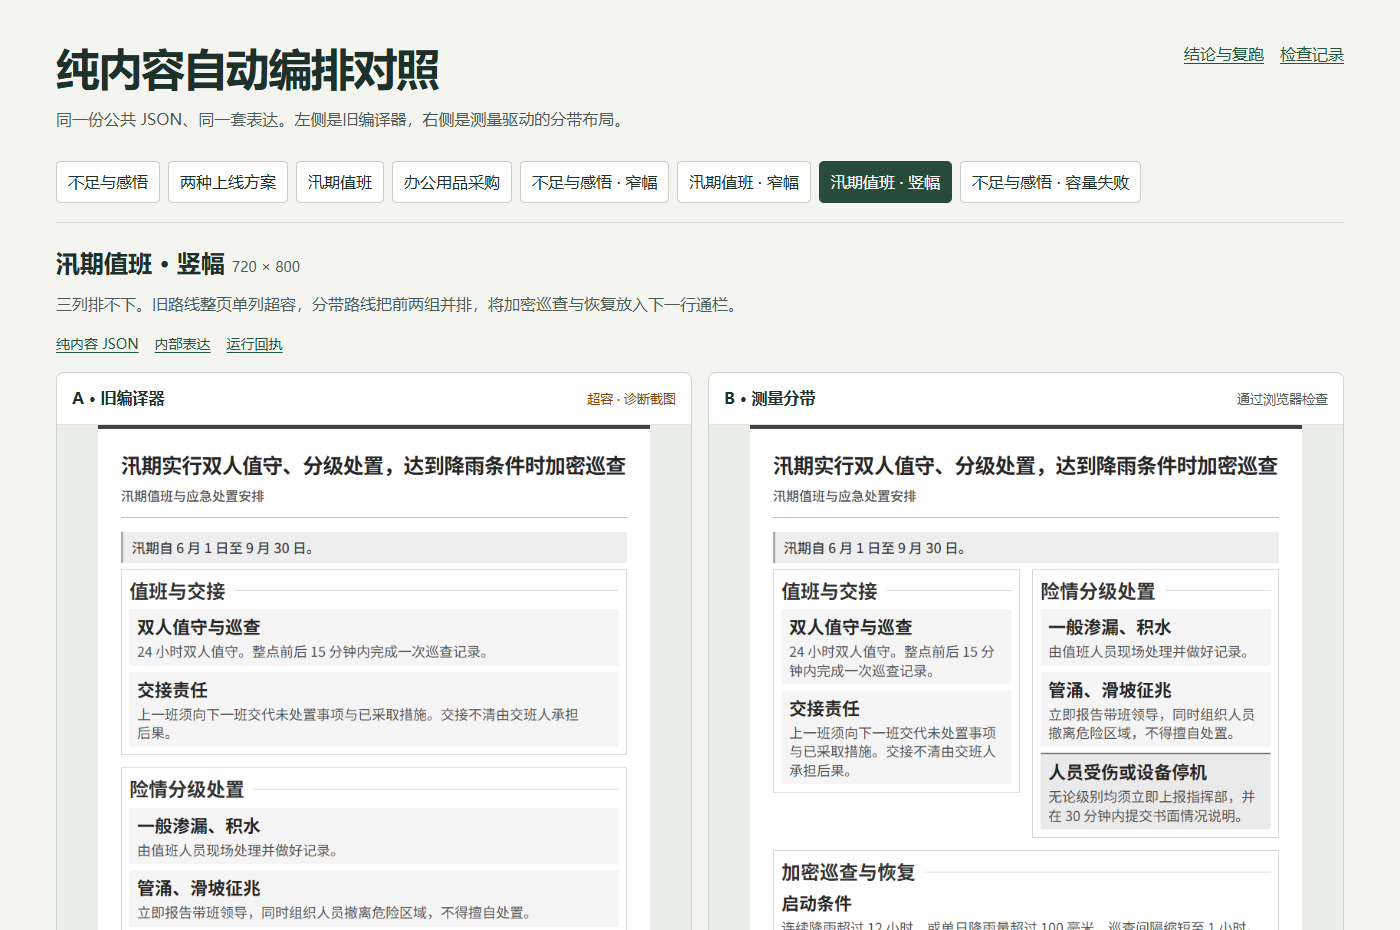 纯内容自动编排对照
结论与复跑 检查记录
同一份公共 JSON、同一套表达。左侧是旧编译器，右侧是测量驱动的分带布局。
不足与感悟 两种上线方案 汛期值班 办公用品采购 不足与感悟 · 窄幅 汛期值班 · 窄幅 汛期值班 · 竖幅 不足与感悟 · 容量失败
汛期值班 · 竖幅 720 × 800
三列排不下。旧路线整页单列超容，分带路线把前两组并排，将加密巡查与恢复放入下一行通栏。
纯内容 JSON 内部表达 运行回执
A · 旧编译器 超容 · 诊断截图
汛期实行双人值守、分级处置，达到降雨条件时加密巡查
汛期值班与应急处置安排
汛期自 6 月 1 日至 9 月 30 日。
值班与交接
双人值守与巡查
24 小时双人值守。整点前后 15 分钟内完成一次巡查记录。
交接责任
上一班须向下一班交代未处置事项与已采取措施。交接不清由交班人承担
后果。
险情分级处置
一般渗漏、积水
由值班人员现场处理并做好记录。
管涌、滑坡征兆
立即报告带班领导，同时组织人员撤离危险区域，不得擅自处置。
B · 测量分带 通过浏览器检查
汛期实行双人值守、分级处置，达到降雨条件时加密巡查
汛期值班与应急处置安排
汛期自 6 月 1 日至 9 月 30 日。
值班与交接
双人值守与巡查
24 小时双人值守。整点前后 15 分
钟内完成一次巡查记录。
交接责任
上一班须向下一班交代未处置事项
与已采取措施。交接不清由交班人
承担后果。
险情分级处置
一般渗漏、积水
由值班人员现场处理并做好记录。
管涌、滑坡征兆
立即报告带班领导，同时组织人员
撤离危险区域，不得擅自处置。
人员受伤或设备停机
无论级别均须立即上报指挥部，并
在 30 分钟内提交书面情况说明。
加密巡查与恢复
启动条件
连续降雨超过 12 小时，或单日降雨量超过 100 毫米，巡查间隔缩短至 1 小时。